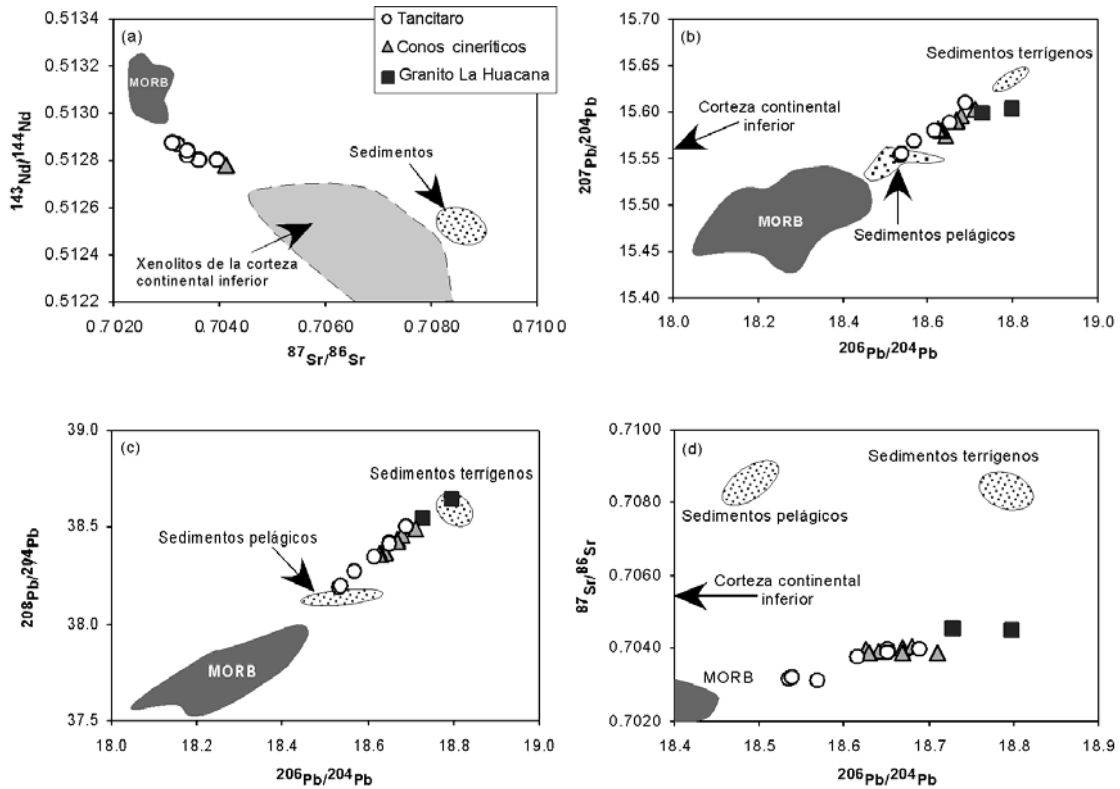 (a)
0.5134
0.5132
0.5130
0.5128
0.5126
0.5124
0.5122
143Nd/144Nd
MORB
Sedimentos
Xenolitos de la corteza
continental inferior
0.7020
0.7040
0.7060
0.7080
0.7100
87Sr/86Sr
Tancitaro
Conos cineríticos
Granito La Huacana
(b)
15.70
15.65
15.60
15.55
15.50
15.45
15.40
207Pb/204Pb
Sedimentos terrígenos
Corteza continental
inferior
MORB
Sedimentos pelágicos
18.0
18.2
18.4
18.6
18.8
19.0
206Pb/204Pb
(c)
39.0
38.5
38.0
37.5
208Pb/204Pb
Sedimentos terrígenos
Sedimentos pelágicos
MORB
18.0
18.2
18.4
18.6
18.8
19.0
206Pb/204Pb
(d)
0.7100
0.7080
0.7060
0.7040
0.7020
87Sr/86Sr
Sedimentos terrígenos
Sedimentos pelágicos
Corteza continental
inferior
MORB
18.4
18.5
18.6
18.7
18.8
18.9
206Pb/204Pb